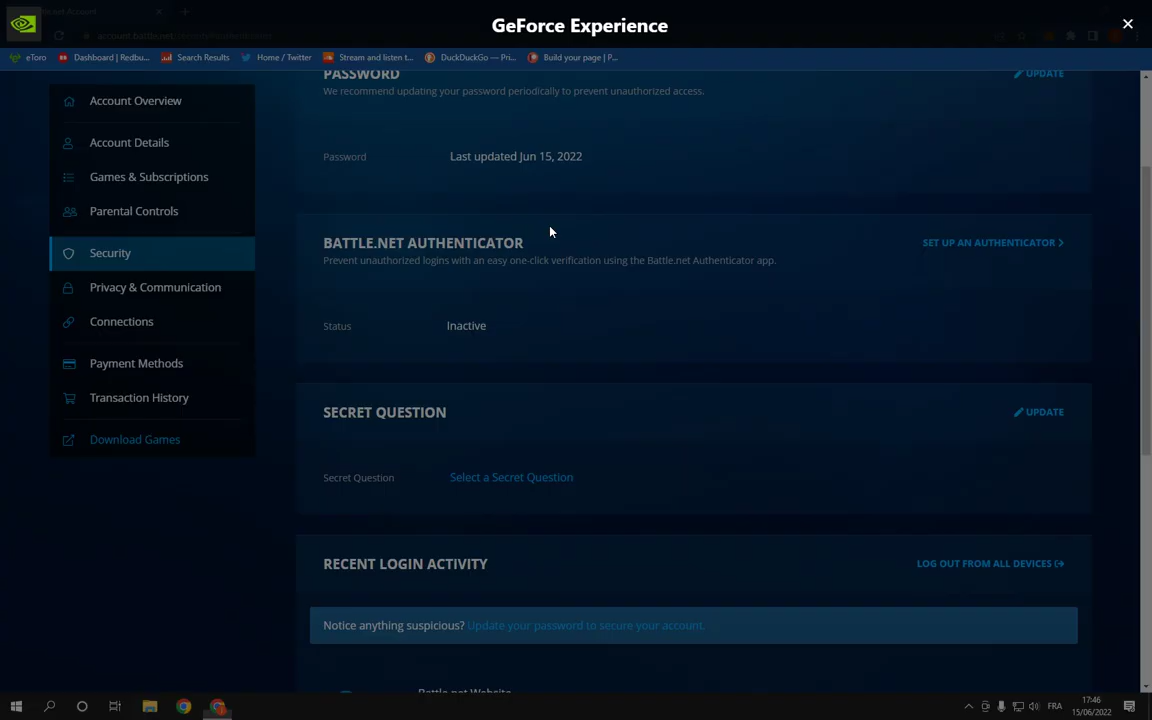 GeForce Experience
eToro
Dashboard | Redbu...
Search Results
Home / Twitter
Stream and listen t...
DuckDuckGo — Pri...
Build your page | P...
PASSWORD
UPDATE
We recommend updating your password periodically to prevent unauthorized access.
Password
Last updated Jun 15, 2022
Account Overview
Account Details
Games & Subscriptions
Parental Controls
Security
Privacy & Communication
Connections
Payment Methods
Transaction History
Download Games
BATTLE.NET AUTHENTICATOR
SET UP AN AUTHENTICATOR
Prevent unauthorized logins with an easy one-click verification using the Battle.net Authenticator app.
Status
Inactive
SECRET QUESTION
UPDATE
Secret Question
Select a Secret Question
RECENT LOGIN ACTIVITY
LOG OUT FROM ALL DEVICES
Notice anything suspicious? Update your password to secure your account.
Battle.net Website
FRA
17:46
15/06/2022